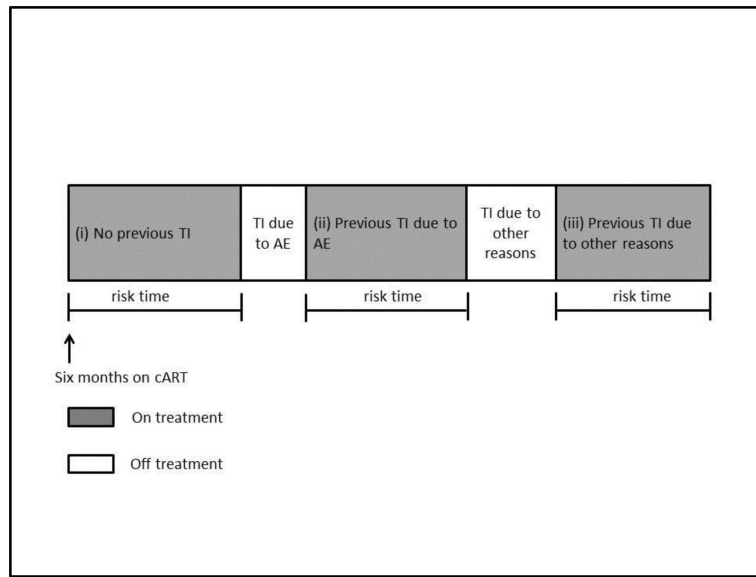 (i) No previous TI
TI due
to AE
(ii) Previous TI due to
AE
TI due to
other
reasons
(iii) Previous TI due
to other reasons
risk time
risk time
risk time
Six months on cART
On treatment
Off treatment